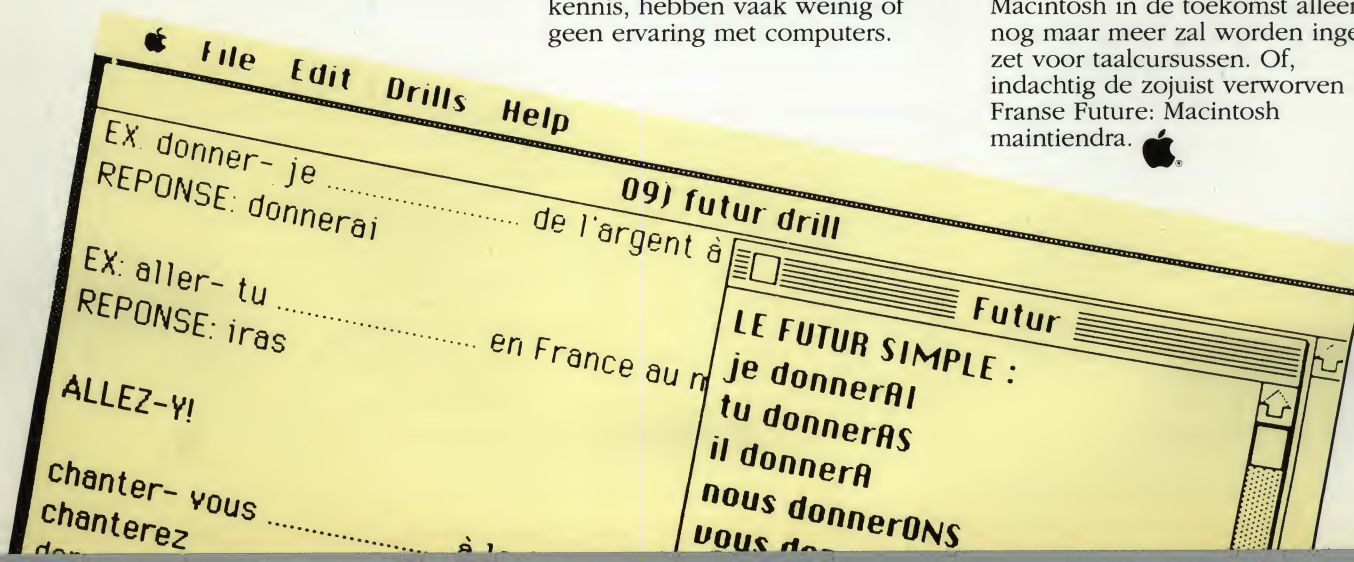 kennis, hebben vaak weinig of
geen ervaring met computers.
Macintosh in de toekomst alleen
nog maar meer zal worden inge
zet voor taalcursussen. Of,
indachtig de zojuist verworven
Franse Future: Macintosh
maintiendra.
File Edit Drills Help
09) futur drill
EX. donner- je .................... de l'argent à
REPONSE: donnerai
EX: aller- tu .................... en France au
REPONSE: iras
ALLEZ-Y!
chanter- vous .................... à
chanterez
Futur
LE FUTUR SIMPLE :
je donnerAI
tu donnerAS
il donnerA
nous donnerONS
vous